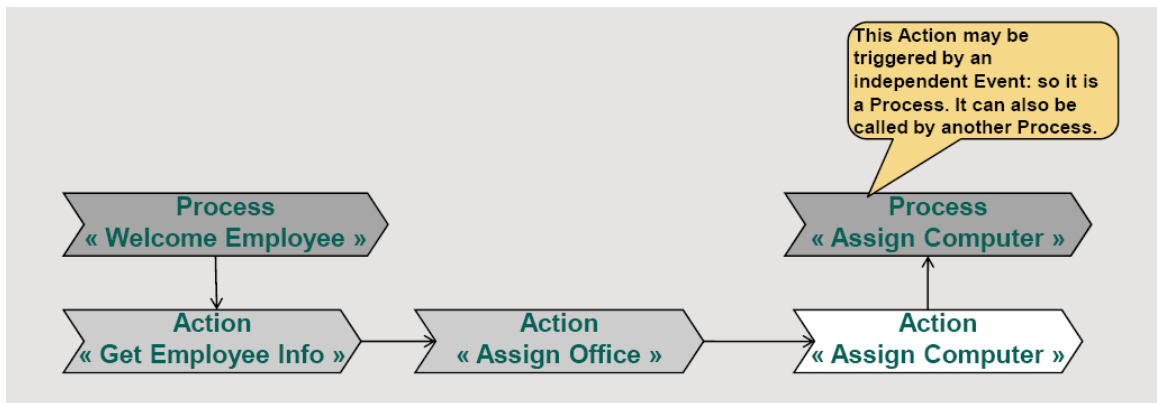 This Action may be
triggered by an
independent Event: so it is
a Process. It can also be
called by another Process.
Process
« Welcome Employee »
Process
« Assign Computer »
Action
« Get Employee Info »
Action
« Assign Office »
Action
« Assign Computer »